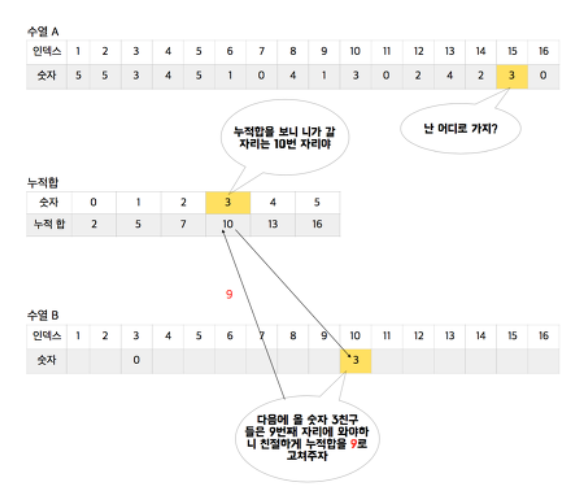 수열 A
인덱스 1 2 3 4 5 6 7 8 9 10 11 12 13 14 15 16
숫자 5 5 3 4 5 1 0 4 1 3 0 2 4 2 3 0
누적합을 보니 니가 갈
자리는 10번 자리야
난 어디로 가지?
누적합
숫자 0 1 2 3 4 5
누적 합 2 5 7 10 13 16
9
수열 B
인덱스 1 2 3 4 5 6 7 8 9 10 11 12 13 14 15 16
숫자 0 3
다음에 올 숫자 3친구
들은 9번째 자리에 와야하
니 친절하게 누적합을 9로
고쳐주자